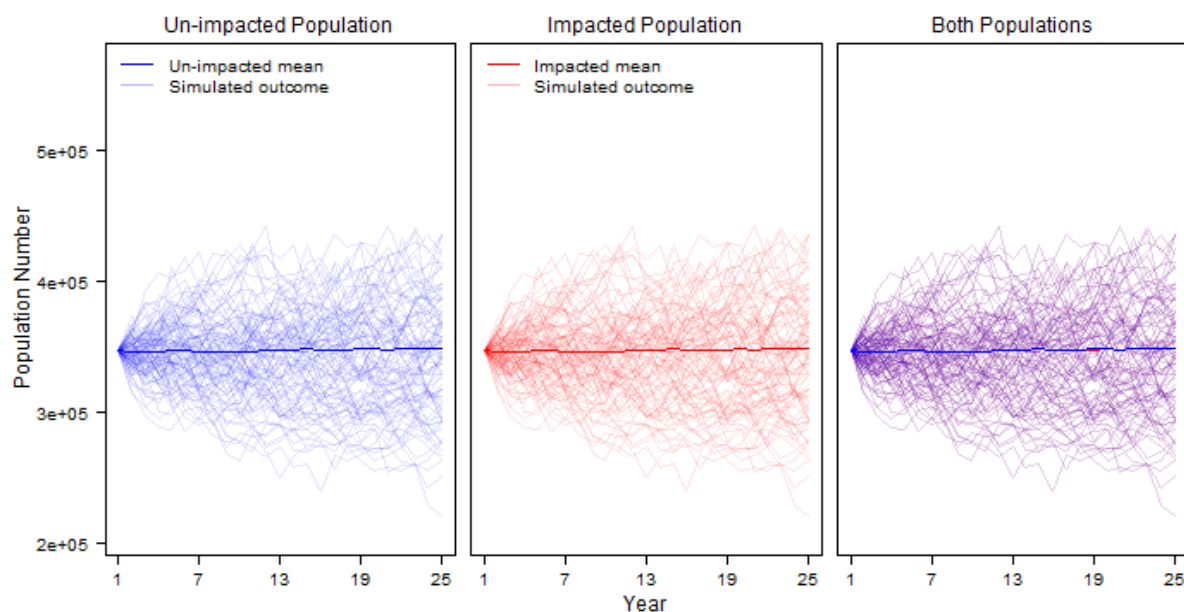 Un-impacted Population
Impacted Population
Both Populations
Un-impacted mean
Simulated outcome
Impacted mean
Simulated outcome
Population Number
5e+05
4e+05
3e+05
2e+05
1 7 13 19 25
1 7 13 19 25
1 7 13 19 25
Year